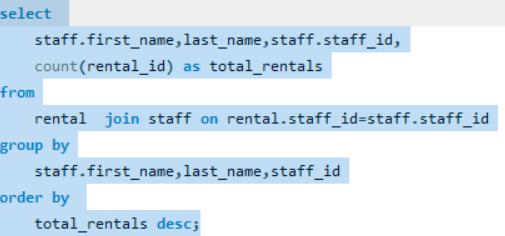 select
staff.first_name,last_name,staff.staff_id,
count(rental_id) as total_rentals
from
rental  join staff on rental.staff_id=staff.staff_id
group by
staff.first_name,last_name,staff_id
order by
total_rentals desc;